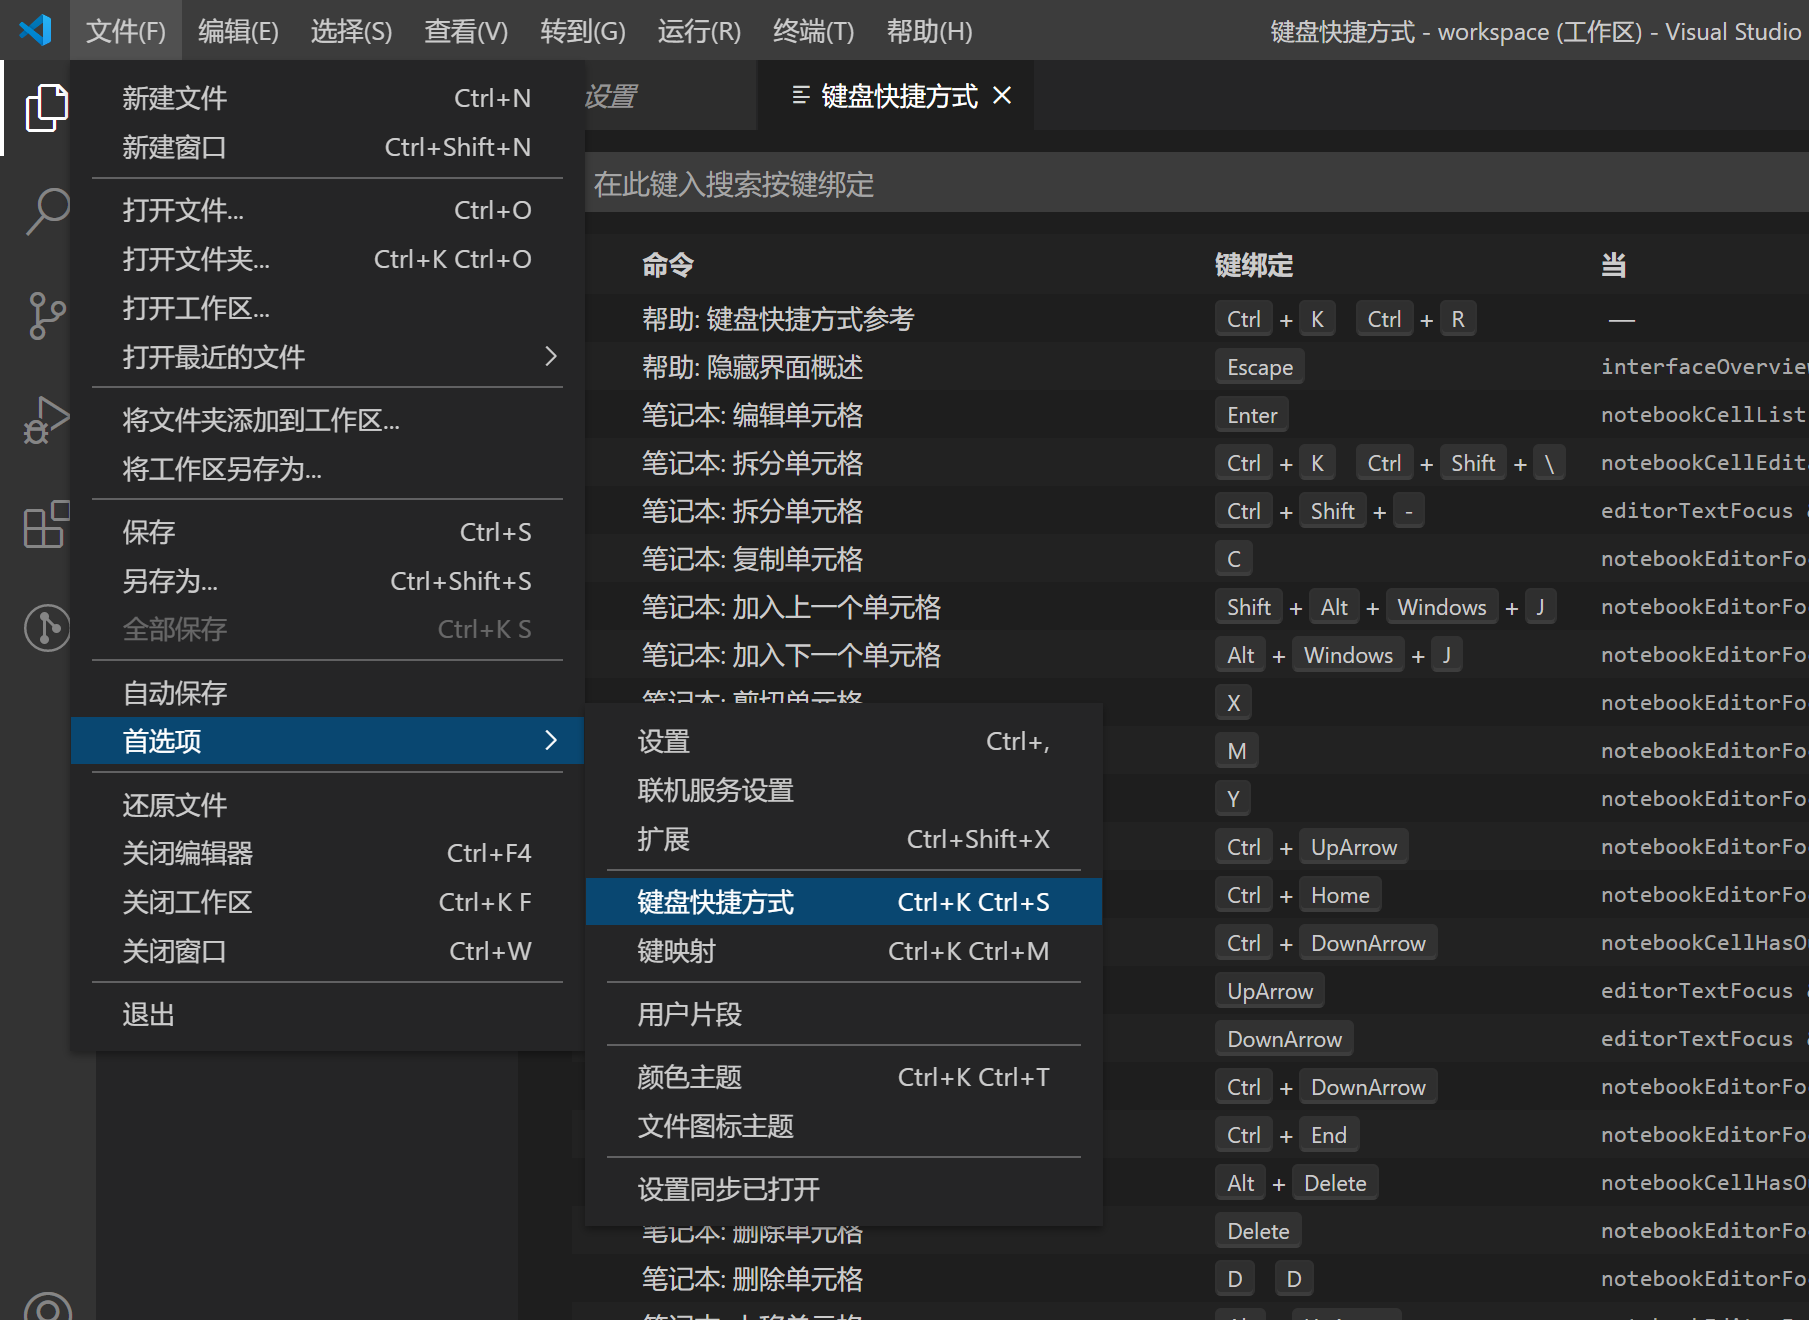 文件(F) 编辑(E) 选择(S) 查看(V) 转到(G) 运行(R) 终端(T) 帮助(H) 键盘快捷方式 - workspace (工作区) - Visual Studio
设置 键盘快捷方式
在此键入搜索按键绑定
新建文件 Ctrl+N
新建窗口 Ctrl+Shift+N
打开文件... Ctrl+O
打开文件夹... Ctrl+K Ctrl+O
打开工作区...
打开最近的文件
将文件夹添加到工作区...
将工作区另存为...
保存 Ctrl+S
另存为... Ctrl+Shift+S
全部保存 Ctrl+K S
自动保存
首选项
还原文件
关闭编辑器 Ctrl+F4
关闭工作区 Ctrl+K F
关闭窗口 Ctrl+W
退出
设置 Ctrl+,
联机服务设置
扩展 Ctrl+Shift+X
键盘快捷方式 Ctrl+K Ctrl+S
键映射 Ctrl+K Ctrl+M
用户片段
颜色主题 Ctrl+K Ctrl+T
文件图标主题
设置同步已打开
命令 键绑定 当
帮助: 键盘快捷方式参考 Ctrl + K Ctrl + R —
帮助: 隐藏界面概述 Escape interfaceOverview
笔记本: 编辑单元格 Enter notebookCellList
笔记本: 拆分单元格 Ctrl + K Ctrl + Shift + \ notebookCellEdit
笔记本: 拆分单元格 Ctrl + Shift + - editorTextFocus
笔记本: 复制单元格 C notebookEditorFo
笔记本: 加入上一个单元格 Shift + Alt + Windows + J notebookEditorFo
笔记本: 加入下一个单元格 Alt + Windows + J notebookEditorFo
笔记本: 剪切单元格 X notebookEditorFo
M notebookEditorFo
Y notebookEditorFo
Ctrl + UpArrow notebookEditorFo
Ctrl + Home notebookEditorFo
Ctrl + DownArrow notebookCellHasO
UpArrow editorTextFocus
DownArrow editorTextFocus
Ctrl + DownArrow notebookEditorFo
Ctrl + End notebookEditorFo
Alt + Delete notebookCellHasO
笔记本: 删除单元格 Delete notebookEditorFo
笔记本: 删除单元格 D D notebookEditorFo